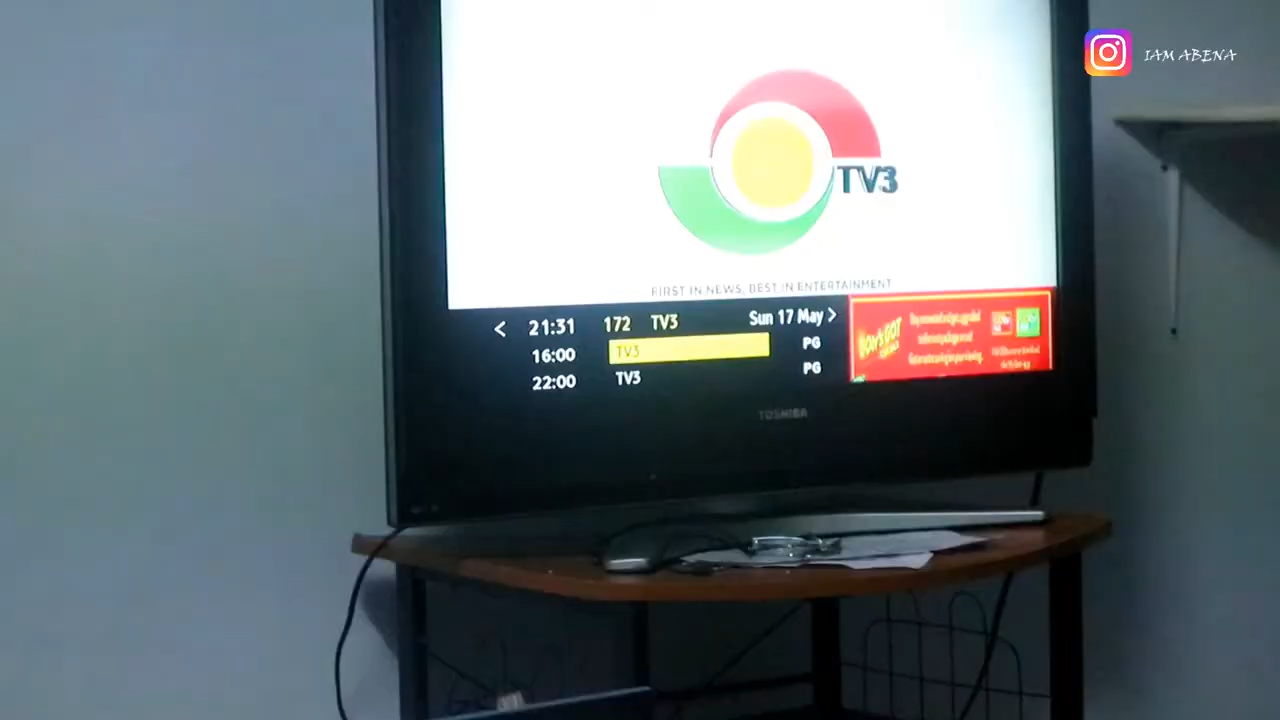 IAM ABENA
TV3
FIRST IN NEWS, BEST IN ENTERTAINMENT
< 21:31 172 TV3 Sun 17 May >
16:00 TV3 PG
22:00 TV3 PG
TOSHIBA